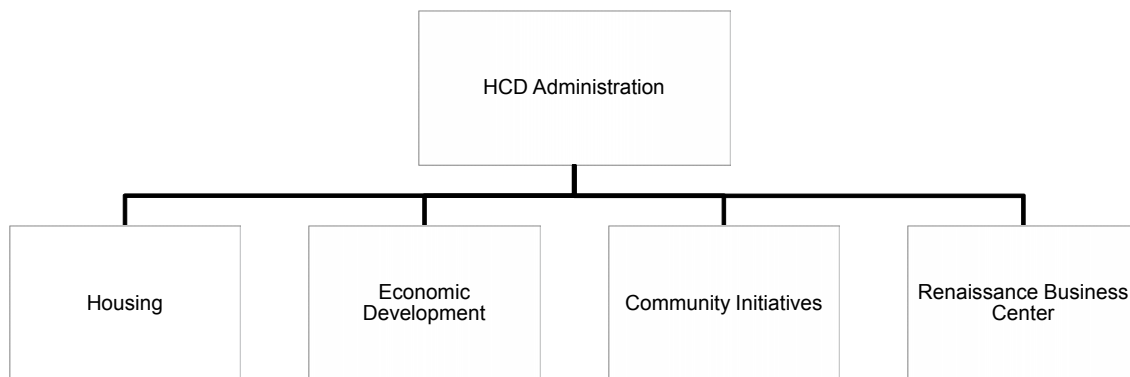 HCD Administration
Housing
Economic
Development
Community Initiatives
Renaissance Business
Center